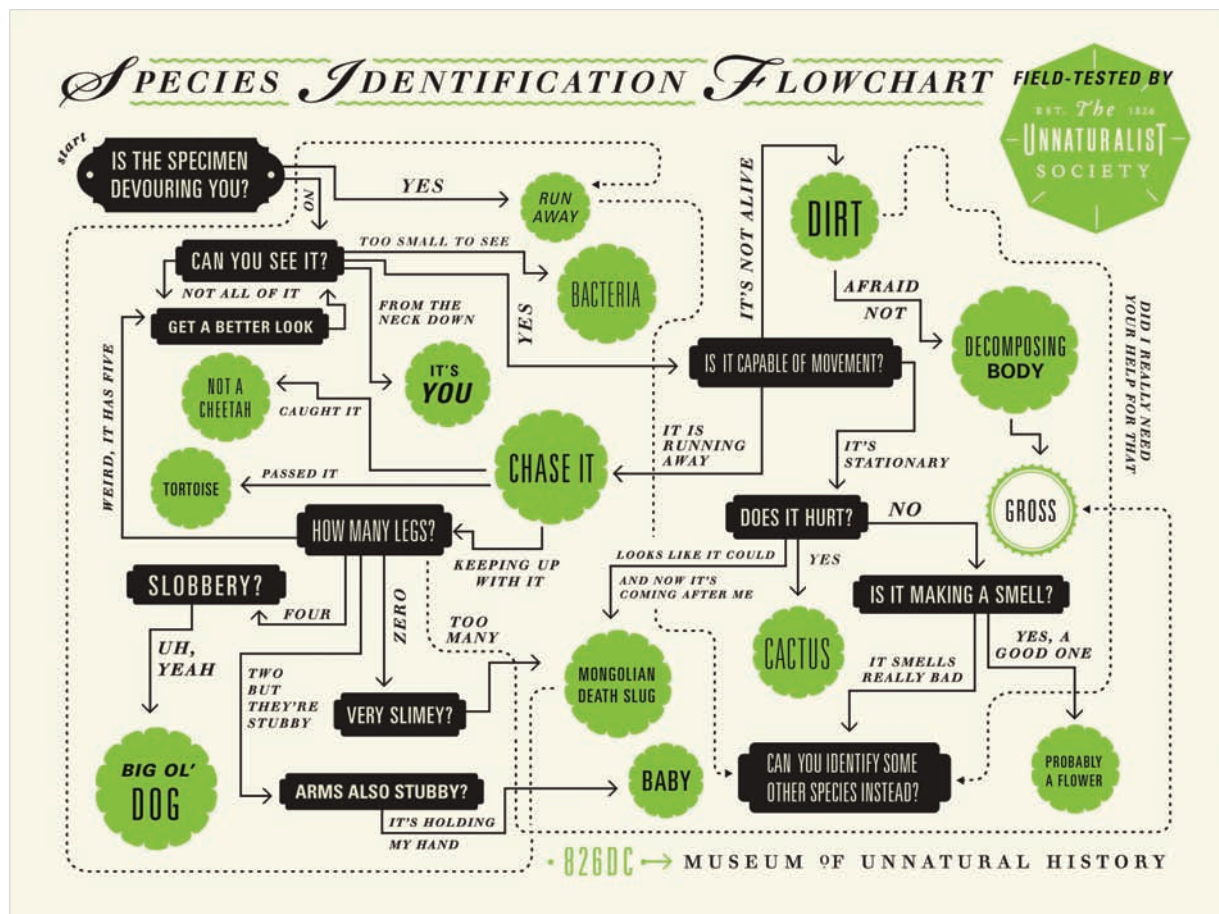 SPECIES IDENTIFICATION FLOWCHART
FIELD-TESTED BY
EST. The 1826
UNNATURALIST
SOCIETY
start
IS THE SPECIMEN
DEVOURING YOU?
YES
NO
RUN
AWAY
CAN YOU SEE IT?
TOO SMALL TO SEE
BACTERIA
NOT ALL OF IT
GET A BETTER LOOK
FROM THE
NECK DOWN
IT'S
YOU
YES
IS IT CAPABLE OF MOVEMENT?
IT'S NOT ALIVE
DIRT
AFRAID
NOT
DECOMPOSING
BODY
GROSS
DID I REALLY NEED
YOUR HELP FOR THAT
IT IS
RUNNING
AWAY
IT'S
STATIONARY
CHASE IT
CAUGHT IT
NOT A
CHEETAH
PASSED IT
TORTOISE
KEEPING UP
WITH IT
HOW MANY LEGS?
WEIRD, IT HAS FIVE
FOUR
SLOBBERY?
UH,
YEAH
BIG OL'
DOG
TWO
BUT
THEY'RE
STUBBY
ARMS ALSO STUBBY?
IT'S HOLDING
MY HAND
BABY
ZERO
VERY SLIMEY?
TOO
MANY
MONGOLIAN
DEATH SLUG
DOES IT HURT?
LOOKS LIKE IT COULD
AND NOW IT'S
COMING AFTER ME
YES
CACTUS
NO
IS IT MAKING A SMELL?
IT SMELLS
REALLY BAD
YES, A
GOOD ONE
PROBABLY
A FLOWER
CAN YOU IDENTIFY SOME
OTHER SPECIES INSTEAD?
826DC MUSEUM OF UNNATURAL HISTORY